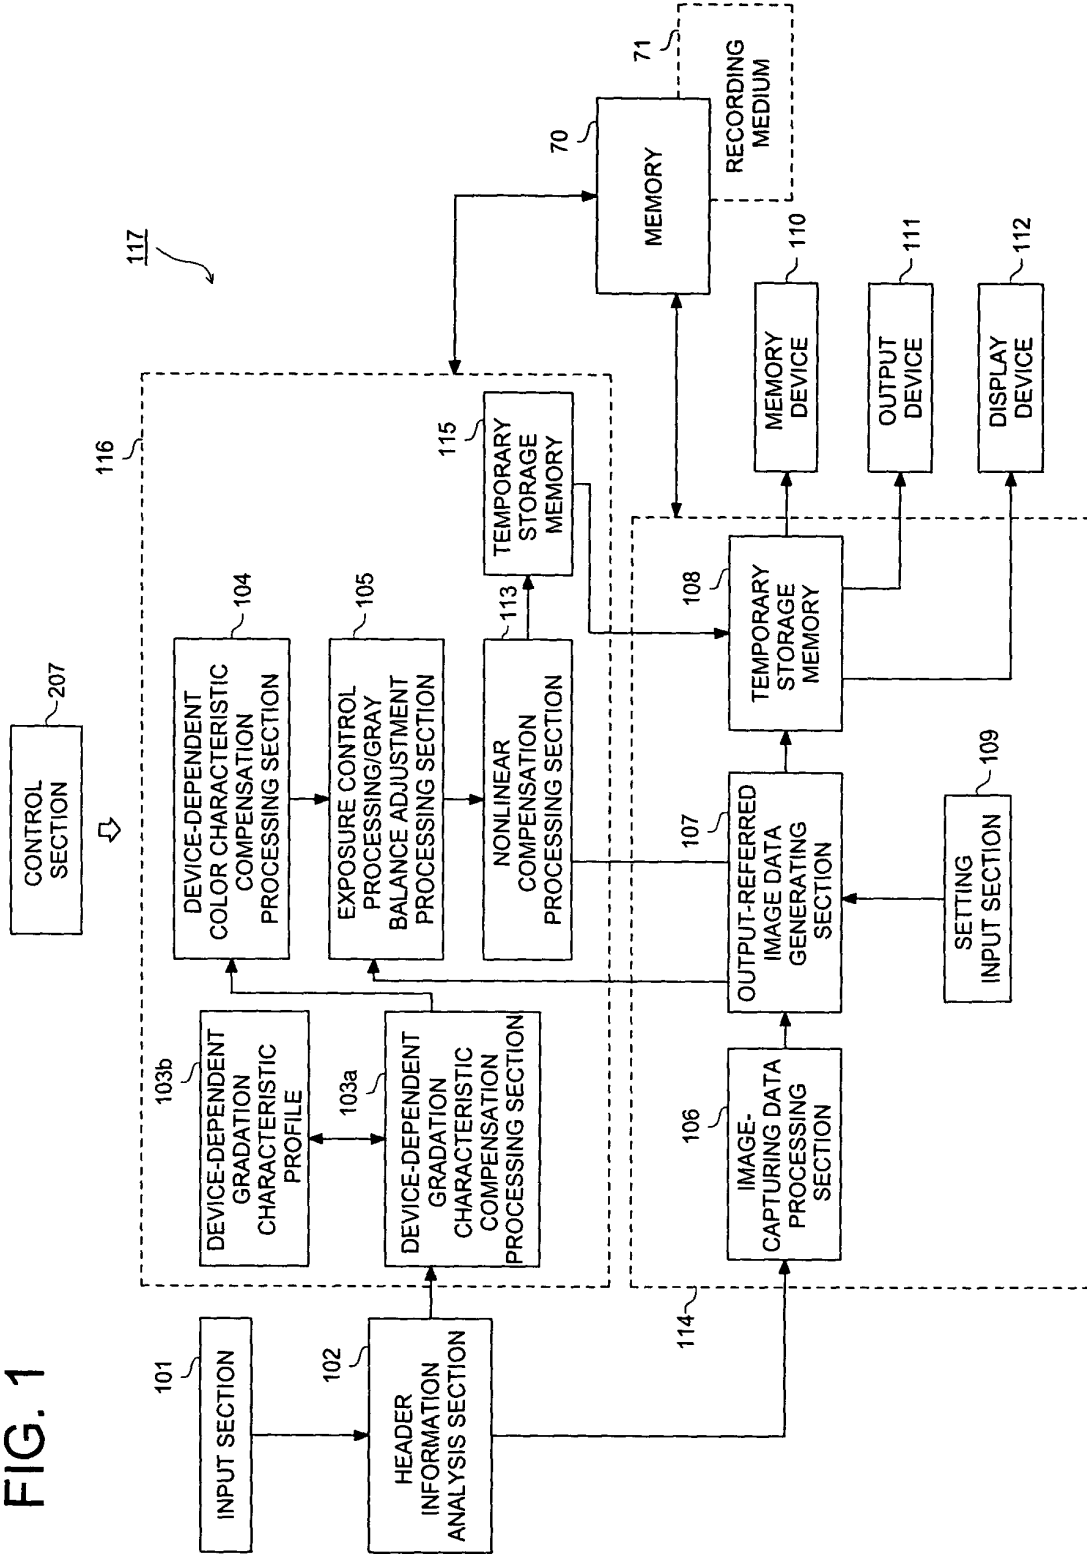 FIG. 1
117
CONTROL
SECTION
207
116
101
INPUT SECTION
102
HEADER
INFORMATION
ANALYSIS SECTION
103b
DEVICE-DEPENDENT
GRADATION
CHARACTERISTIC
PROFILE
103a
DEVICE-DEPENDENT
GRADATION
CHARACTERISTIC
COMPENSATION
PROCESSING SECTION
104
DEVICE-DEPENDENT
COLOR CHARACTERISTIC
COMPENSATION
PROCESSING SECTION
105
EXPOSURE CONTROL
PROCESSING/GRAY
BALANCE ADJUSTMENT
PROCESSING SECTION
113
NONLINEAR
COMPENSATION
PROCESSING SECTION
115
TEMPORARY
STORAGE
MEMORY
70
MEMORY
71
RECORDING
MEDIUM
114
106
IMAGE-
CAPTURING DATA
PROCESSING
SECTION
107
OUTPUT-REFERRED
IMAGE DATA
GENERATING
SECTION
108
TEMPORARY
STORAGE
MEMORY
109
SETTING
INPUT SECTION
110
MEMORY
DEVICE
111
OUTPUT
DEVICE
112
DISPLAY
DEVICE